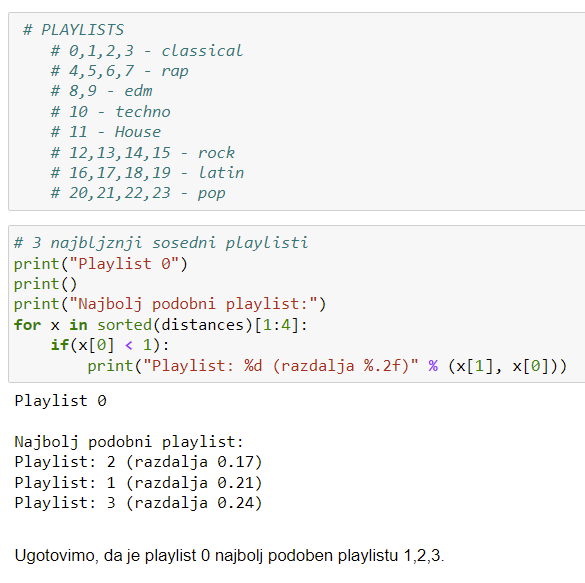 # PLAYLISTS
# 0,1,2,3 - classical
# 4,5,6,7 - rap
# 8,9 - edm
# 10 - techno
# 11 - House
# 12,13,14,15 - rock
# 16,17,18,19 - latin
# 20,21,22,23 - pop
# 3 najbljznji sosedni playlisti
print("Playlist 0")
print()
print("Najbolj podobni playlist:")
for x in sorted(distances)[1:4]:
if(x[0] < 1):
print("Playlist: %d (razdalja %.2f)" % (x[1], x[0]))
Playlist 0
Najbolj podobni playlist:
Playlist: 2 (razdalja 0.17)
Playlist: 1 (razdalja 0.21)
Playlist: 3 (razdalja 0.24)
Ugotovimo, da je playlist 0 najbolj podoben playlistu 1,2,3.